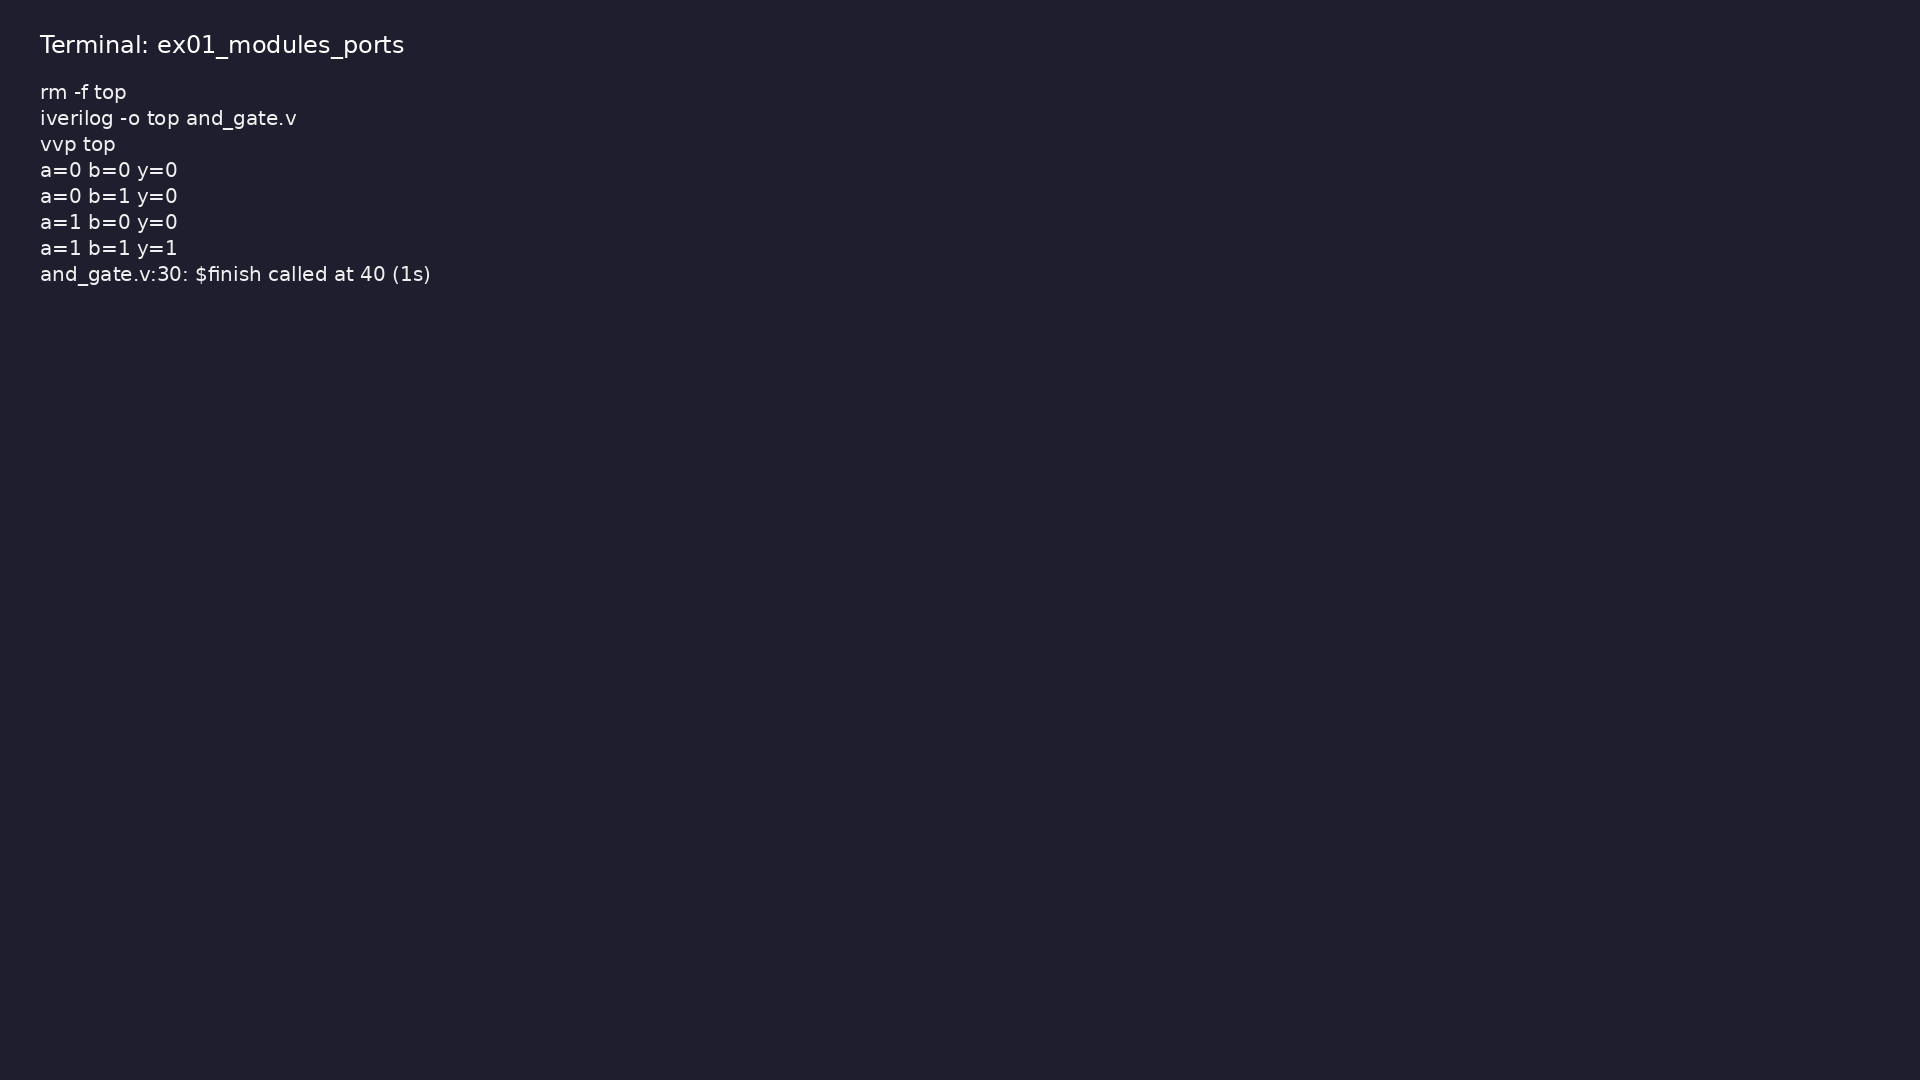 Terminal: ex01_modules_ports
rm -f top
iverilog -o top and_gate.v
vvp top
a=0 b=0 y=0
a=0 b=1 y=0
a=1 b=0 y=0
a=1 b=1 y=1
and_gate.v:30: $finish called at 40 (1s)